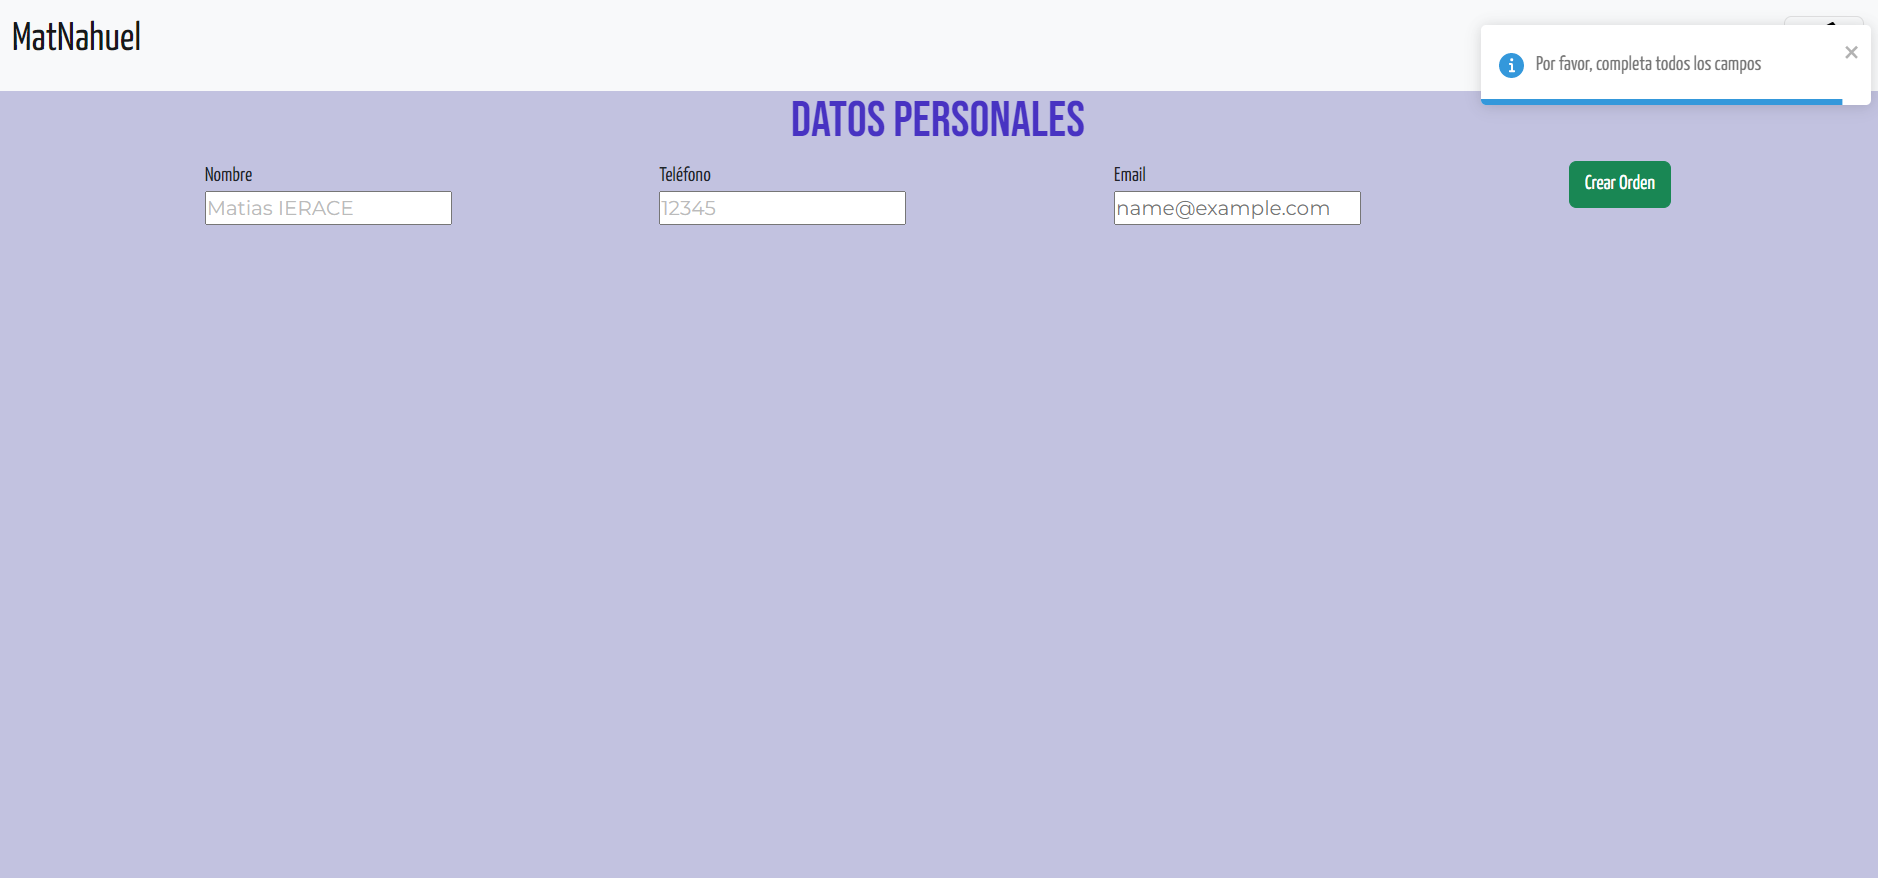 MatNahuel
Por favor, completa todos los campos
DATOS PERSONALES
Nombre
Matias IERACE
Teléfono
12345
Email
name@example.com
Crear Orden